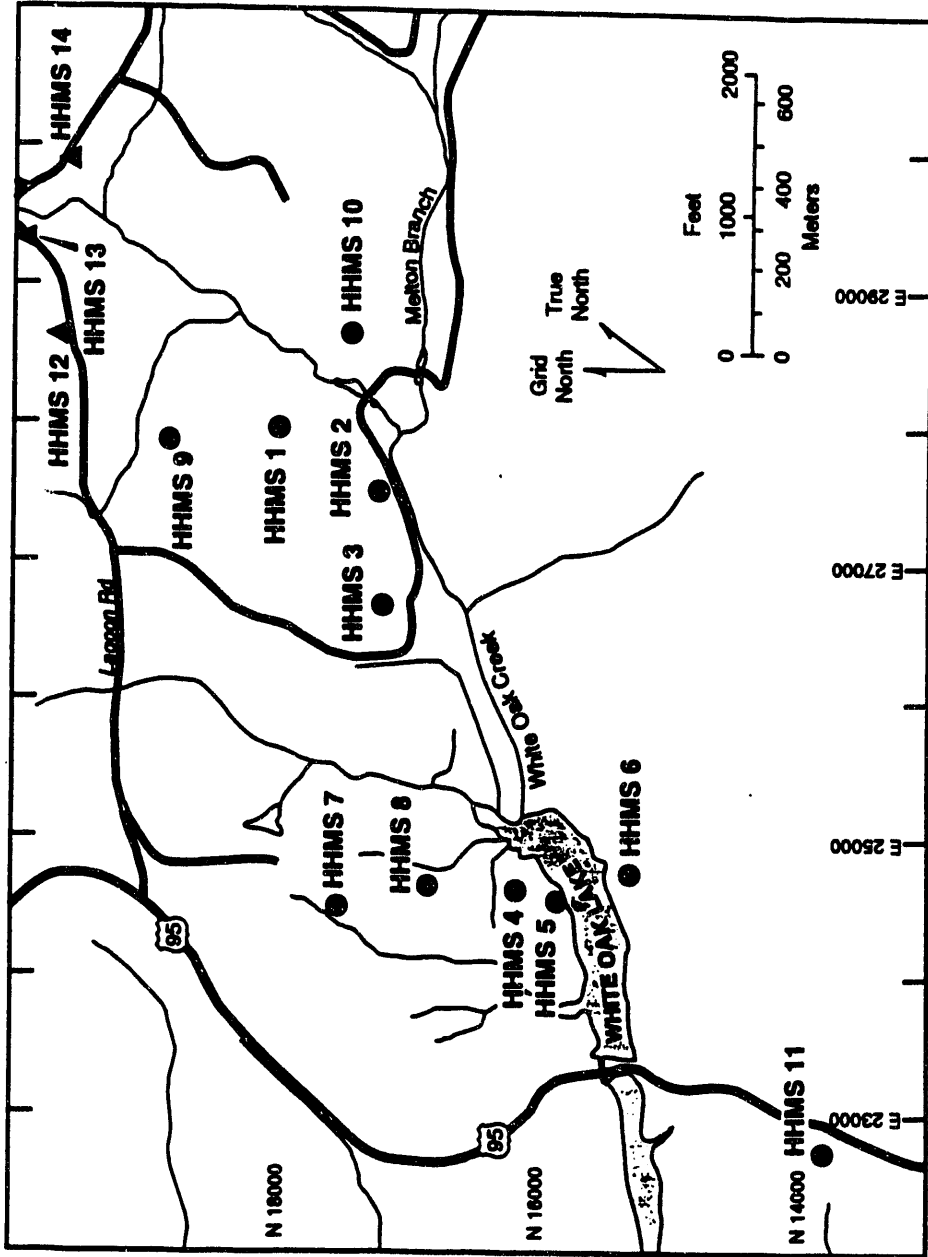 HHMS 14
HHMS 13
HHMS 12
HHMS 10
HHMS 9
HHMS 1
HHMS 2
HHMS 3
Melton Branch
Lagoon Rd
White Oak Creek
HHMS 7
HHMS 8
HHMS 4
HHMS 5
HHMS 6
WHITE OAK LAKE
95
95
HHMS 11
N 18000
N 16000
N 14000
E 23000
E 25000
E 27000
E 29000
Grid
North
True
North
Feet
0 1000 2000
0 200 400 600
Meters